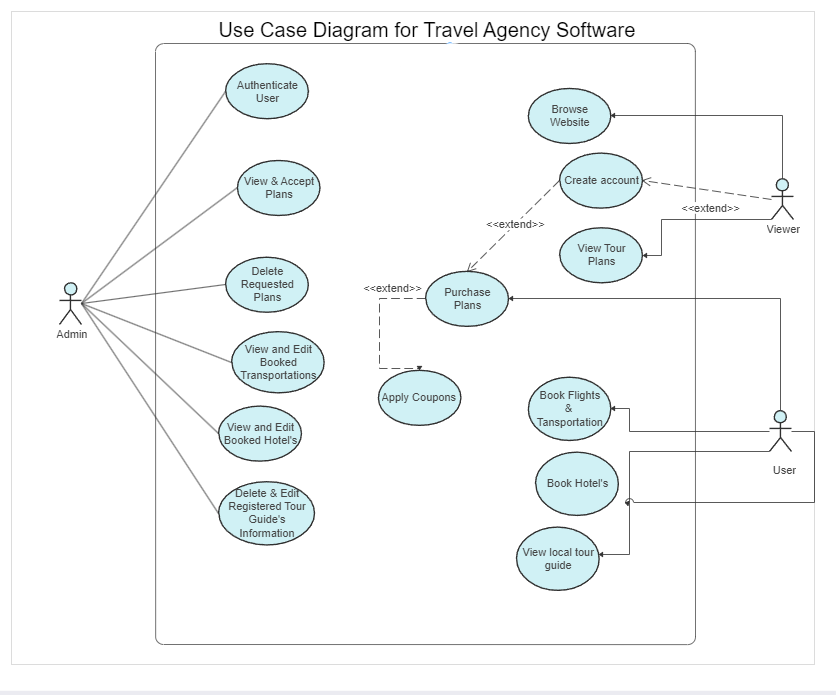 Use Case Diagram for Travel Agency Software
Authenticate
User
View & Accept
Plans
Delete
Requested
Plans
View and Edit
Booked
Transportations
View and Edit
Booked Hotel's
Delete & Edit
Registered Tour
Guide's
Information
Admin
Browse
Website
Create account
<<extend>>
<<extend>>
View Tour
Plans
Viewer
<<extend>>
Purchase
Plans
Apply Coupons
Book Flights
&
Tansportation
Book Hotel's
View local tour
guide
User